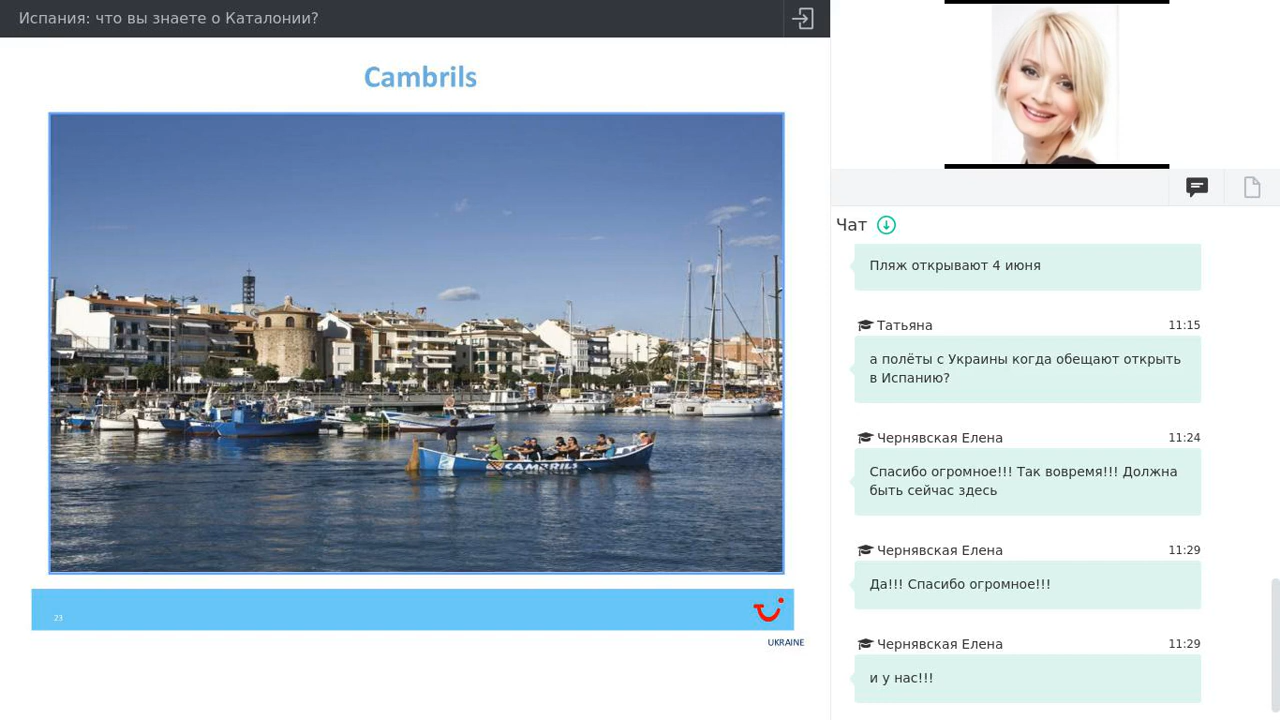 Испания: что вы знаете о Каталонии?
Cambrils
CAMBRILS
23
UKRAINE
Чат
Пляж открывают 4 июня
Татьяна 11:15
а полёты с Украины когда обещают открыть
в Испанию?
Чернявская Елена 11:24
Спасибо огромное!!! Так вовремя!!! Должна
быть сейчас здесь
Чернявская Елена 11:29
Да!!! Спасибо огромное!!!
Чернявская Елена 11:29
и у нас!!!